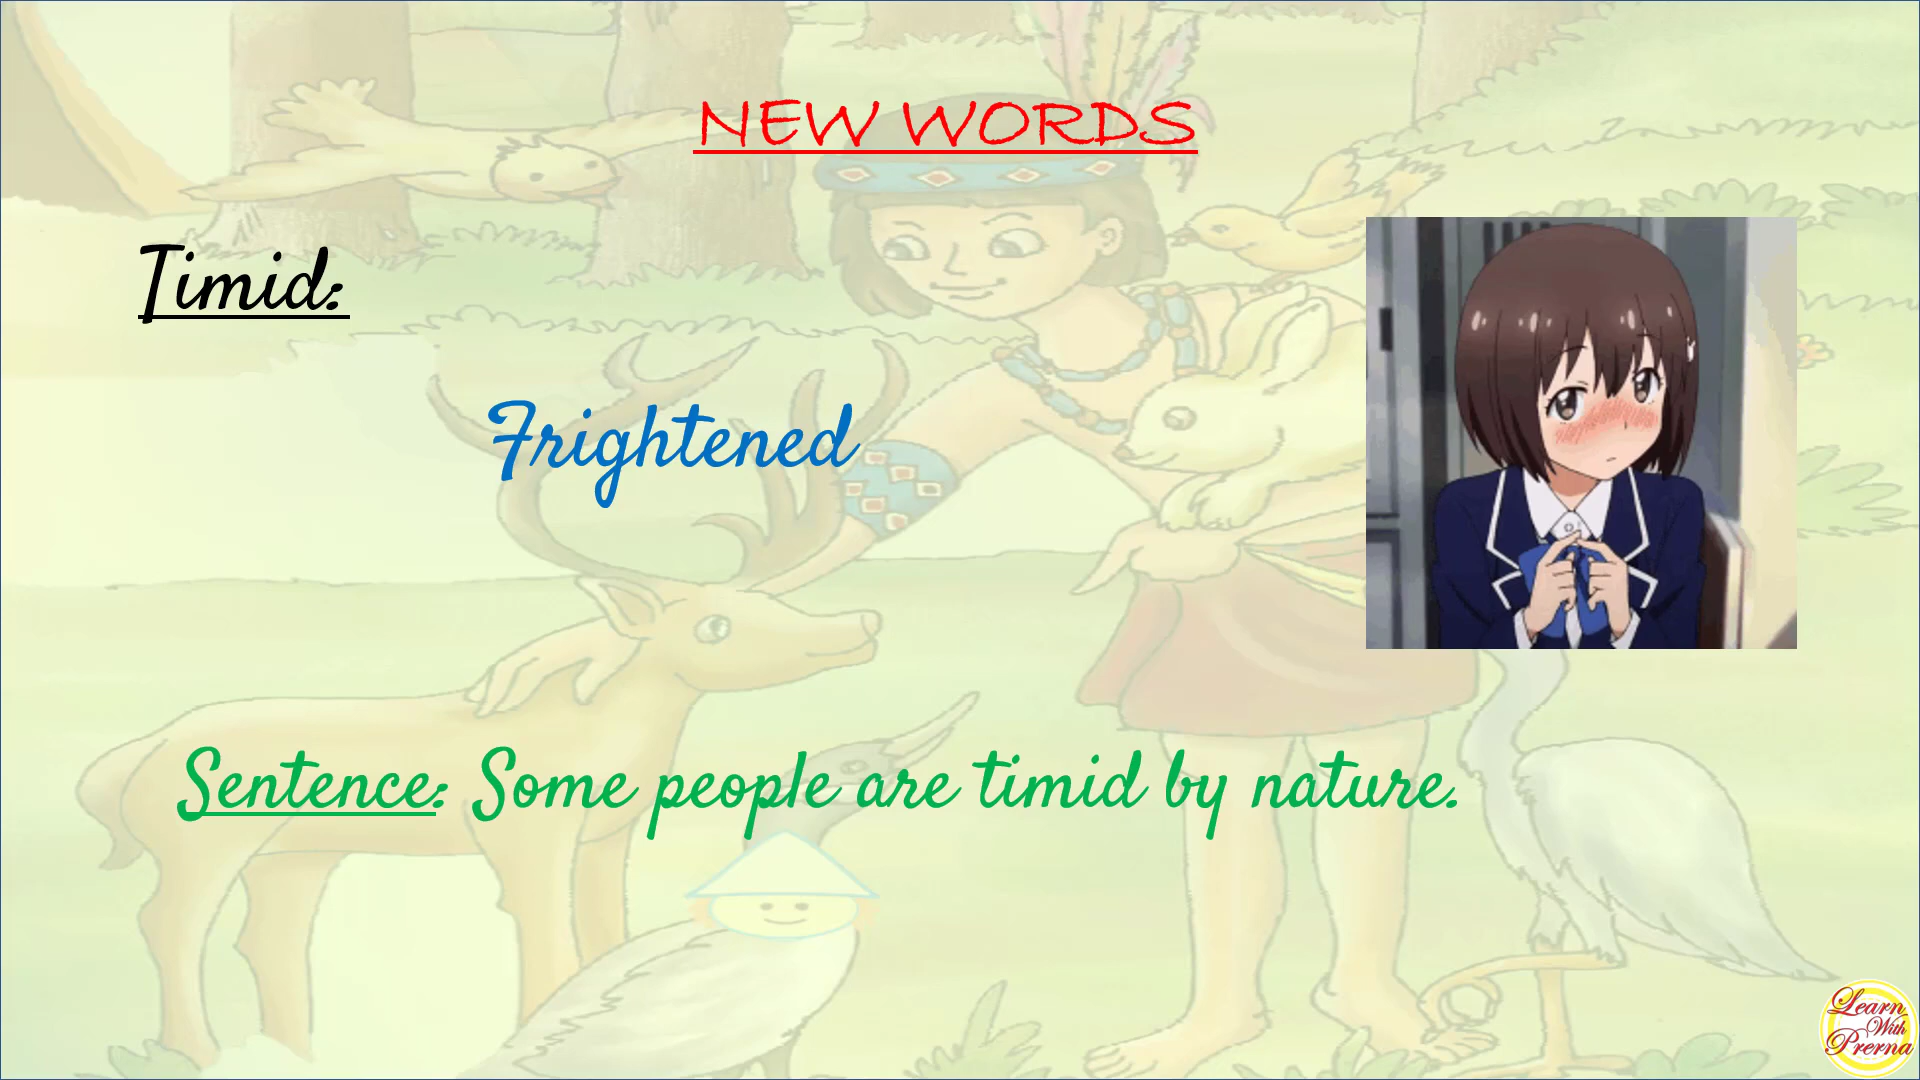 NEW WORDS
Timid:
Frightened
Sentence: Some people are timid by nature.
Learn
With
Prerna